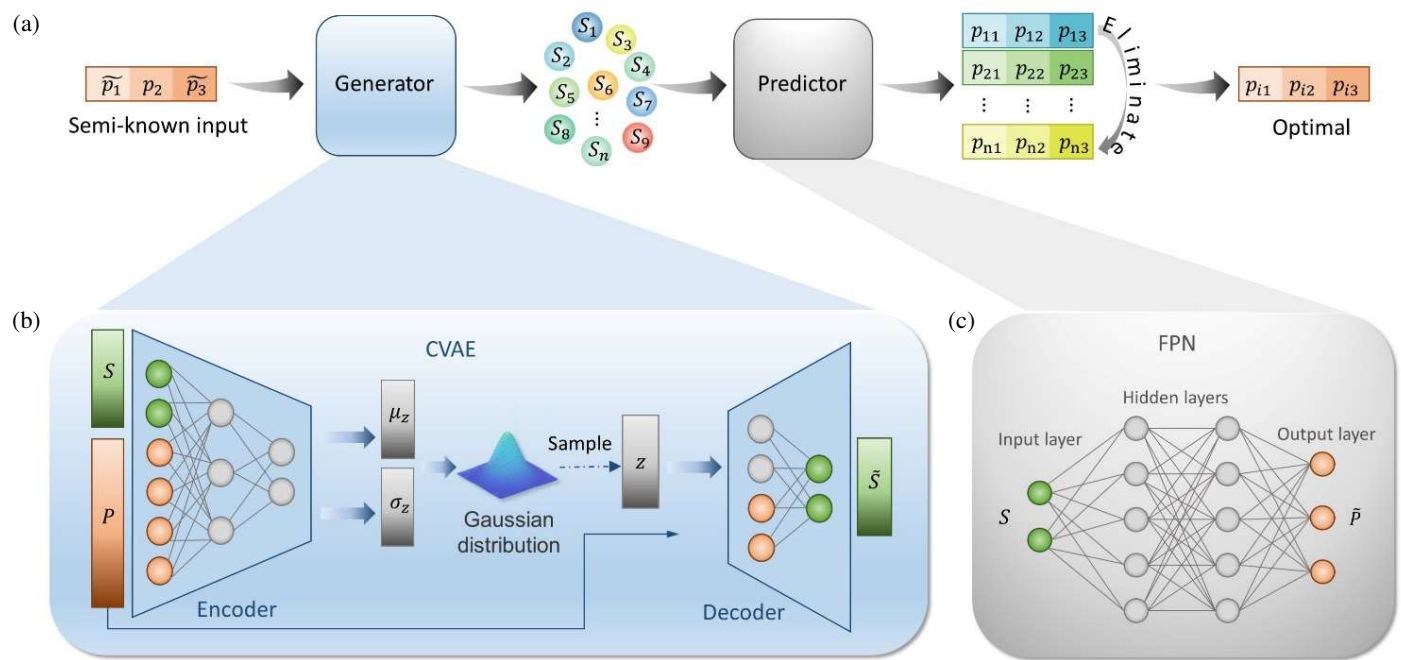 (a)
p̃₁ p₂ p̃₃
Semi-known input
Generator
S₁
S₂
S₃
S₄
S₅
S₆
S₇
⋮
S₈
Sₙ
S₉
Predictor
p₁₁ p₁₂ p₁₃
p₂₁ p₂₂ p₂₃
⋮ ⋮ ⋮
pₙ₁ pₙ₂ pₙ₃
Eliminate
pᵢ₁ pᵢ₂ pᵢ₃
Optimal
(b)
CVAE
S
P
Encoder
μ_z
σ_z
Gaussian
distribution
Sample
z
Decoder
S̃
(c)
FPN
Hidden layers
Input layer
Output layer
S
P̃